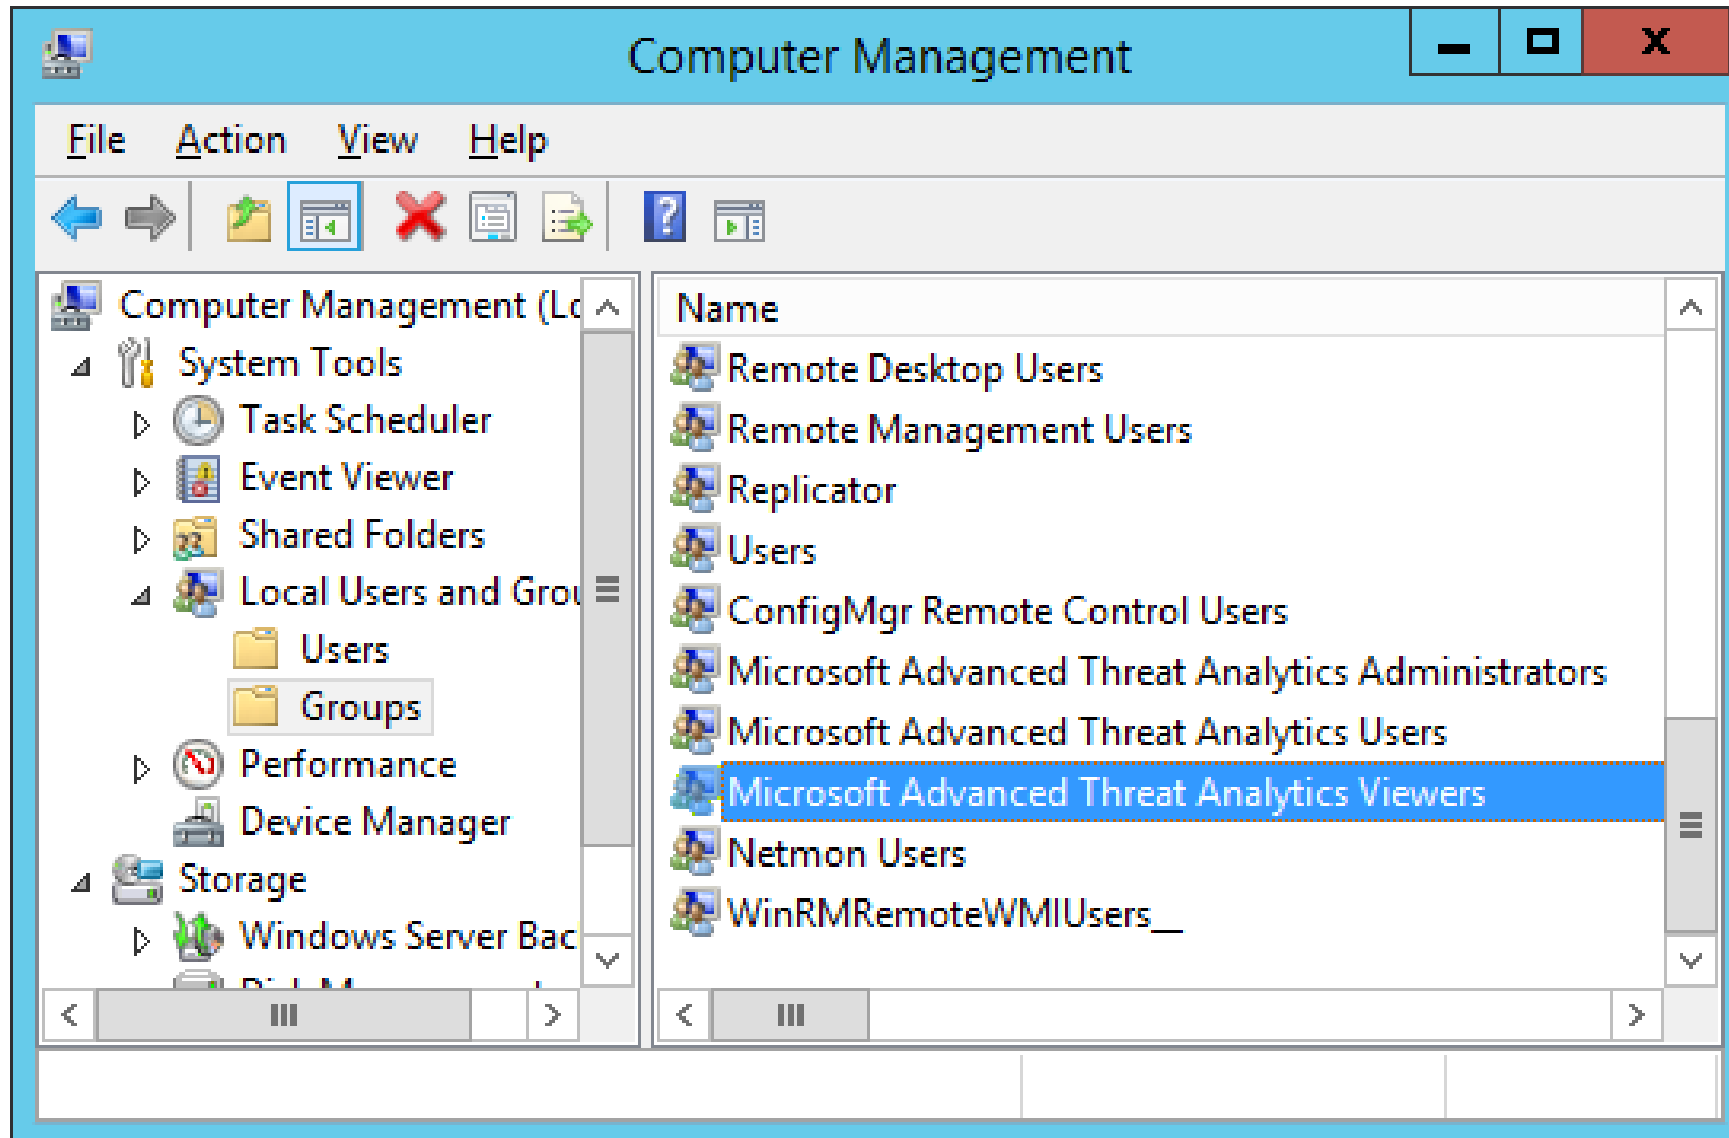 Computer Management
File Action View Help
Computer Management (Lo
System Tools
Task Scheduler
Event Viewer
Shared Folders
Local Users and Grou
Users
Groups
Performance
Device Manager
Storage
Windows Server Bac
Name
Remote Desktop Users
Remote Management Users
Replicator
Users
ConfigMgr Remote Control Users
Microsoft Advanced Threat Analytics Administrators
Microsoft Advanced Threat Analytics Users
Microsoft Advanced Threat Analytics Viewers
Netmon Users
WinRMRemoteWMIUsers__